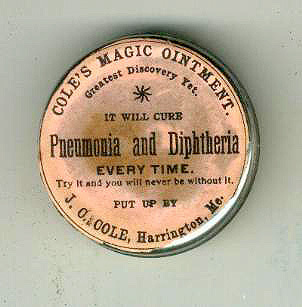 COLE'S MAGIC OINTMENT.
Greatest Discovery Yet.
IT WILL CURE
Pneumonia and Diphtheria
EVERY TIME.
Try it and you will never be without it.
PUT UP BY
J. C. COLE, Harrington, Me.